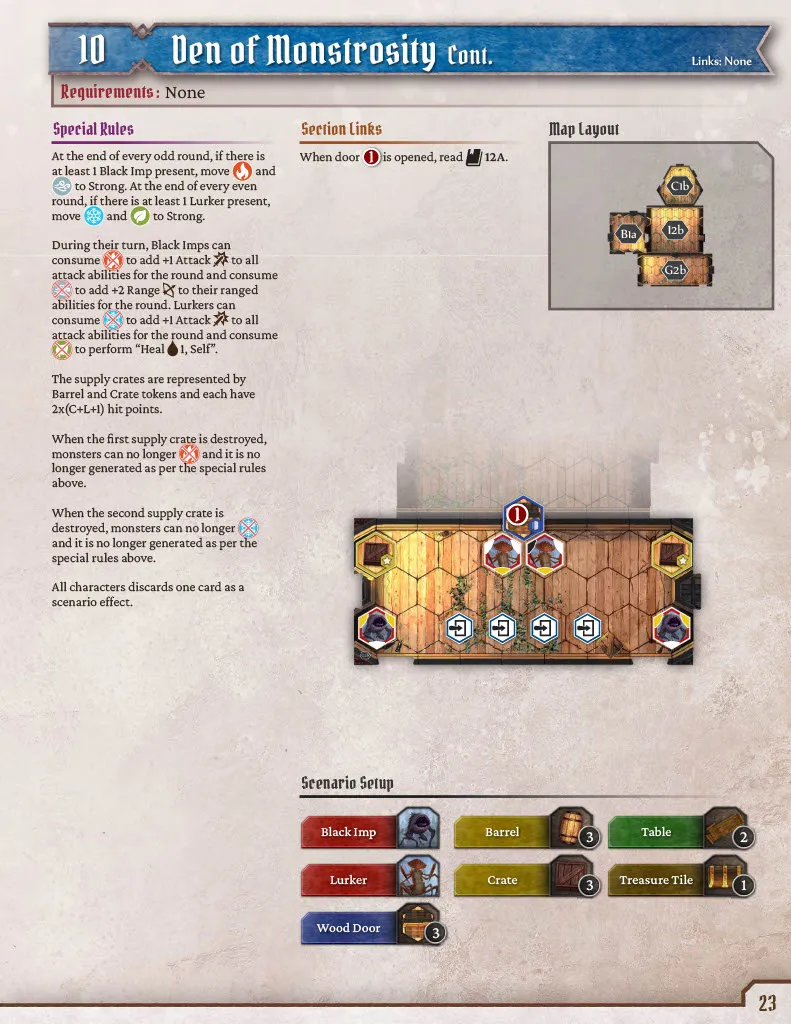 10 Den of Monstrosity Cont.
Links: None
Requirements: None
Special Rules
At the end of every odd round, if there is
at least 1 Black Imp present, move and
to Strong. At the end of every even
round, if there is at least 1 Lurker present,
move and to Strong.
During their turn, Black Imps can
consume to add +1 Attack to all
attack abilities for the round and consume
to add +2 Range to their ranged
abilities for the round. Lurkers can
consume to add +1 Attack to all
attack abilities for the round and consume
to perform “Heal 1, Self”.
The supply crates are represented by
Barrel and Crate tokens and each have
2x(C+L+1) hit points.
When the first supply crate is destroyed,
monsters can no longer and it is no
longer generated as per the special rules
above.
When the second supply crate is
destroyed, monsters can no longer
and it is no longer generated as per the
special rules above.
All characters discards one card as a
scenario effect.
Section Links
When door 1 is opened, read 12A.
Map Layout
C1b
B1a
I2b
G2b
1
Scenario Setup
Black Imp
Barrel 3
Table 2
Lurker
Crate 3
Treasure Tile 1
Wood Door 3
23